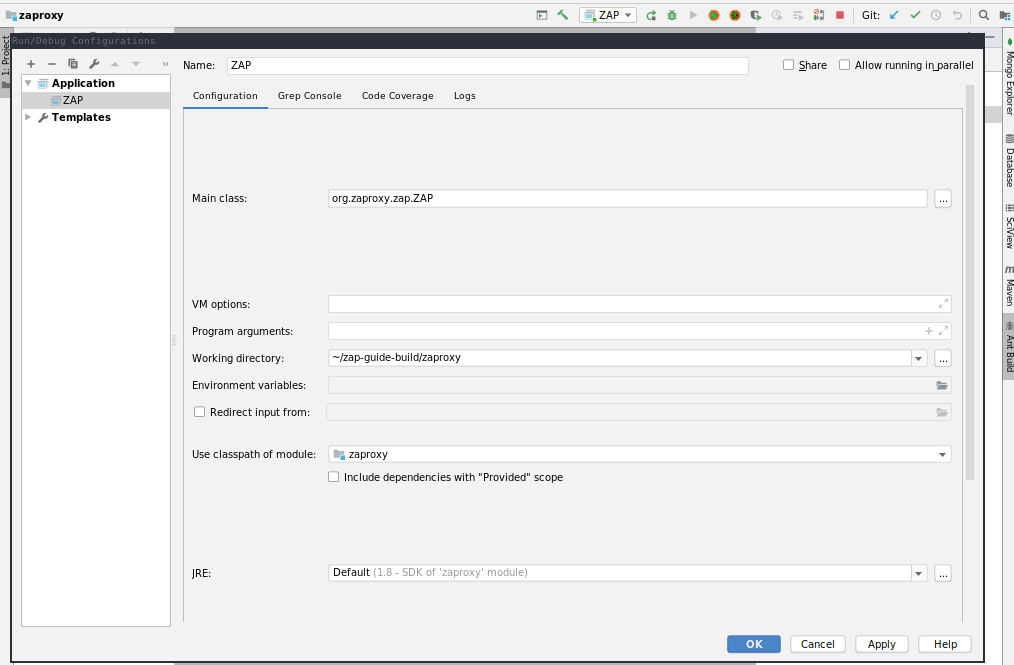 zaproxy
ZAP
Git:
1: Project
Run/Debug Configurations
Name: ZAP
Share
Allow running in parallel
Application
ZAP
Templates
Configuration Grep Console Code Coverage Logs
Main class: org.zaproxy.zap.ZAP ...
VM options:
Program arguments:
Working directory: ~/zap-guide-build/zaproxy ...
Environment variables:
Redirect input from:
Use classpath of module: zaproxy
Include dependencies with "Provided" scope
JRE: Default (1.8 - SDK of 'zaproxy' module) ...
OK Cancel Apply Help
Mongo Explorer
Database
SciView
m Maven
Ant Build